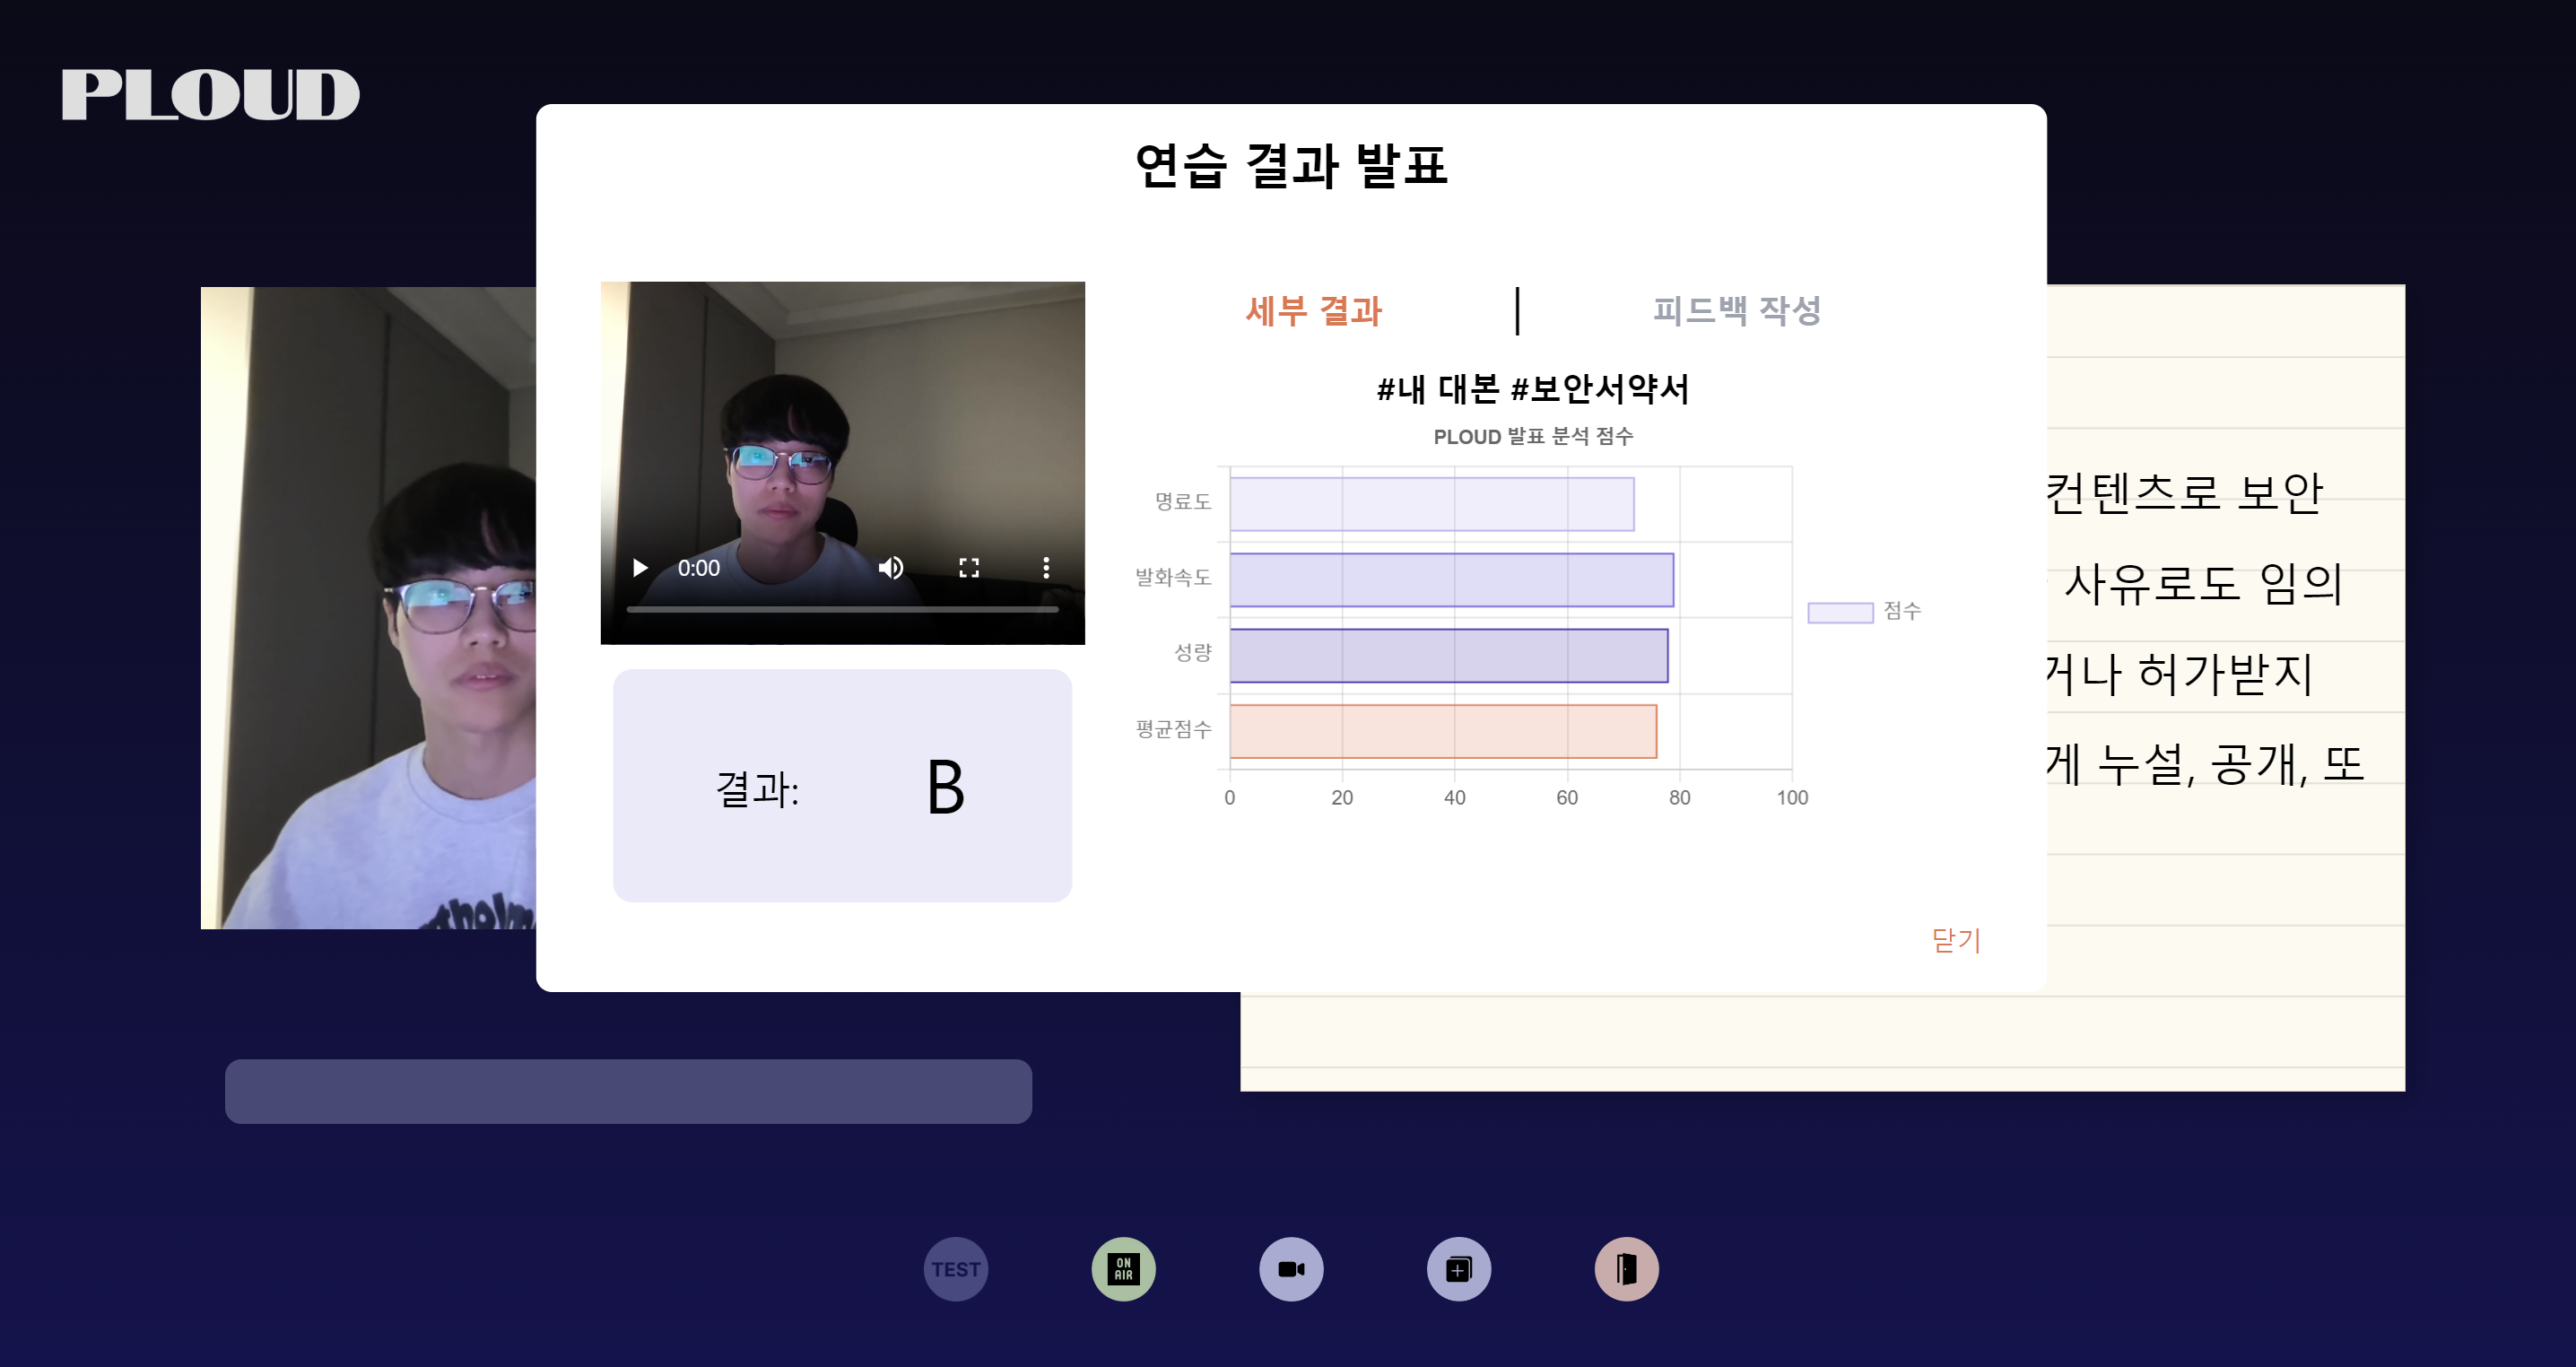 PLOUD
연습 결과 발표
세부 결과 | 피드백 작성
#내 대본 #보안서약서
PLOUD 발표 분석 점수
명료도
발화속도
성량
평균점수
0 20 40 60 80 100
점수
0:00
결과: B
닫기
컨텐츠로 보안
사유로도 임의
거나 허가받지
게 누설, 공개, 또
TEST
ON
AIR